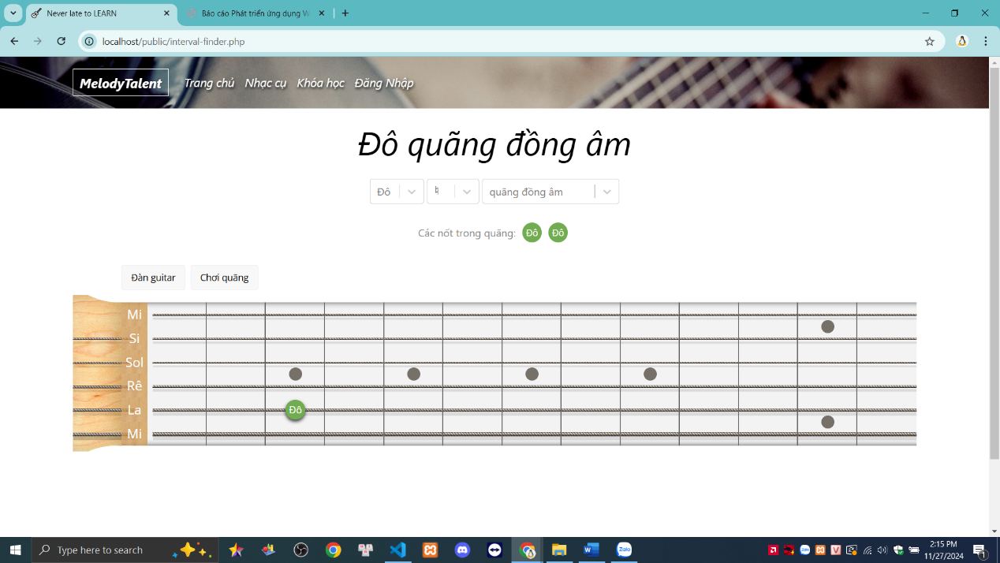 Never late to LEARN
Báo cáo Phát triển ứng dụng W
localhost/public/interval-finder.php
MelodyTalent Trang chủ Nhạc cụ Khóa học Đăng Nhập
Đô quãng đồng âm
Đô ♮ quãng đồng âm
Các nốt trong quãng: Đô Đô
Đàn guitar Chơi quãng
Mi
Si
Sol
Rê
La Đô
Mi
Type here to search
Zalo
2:15 PM
11/27/2024
1